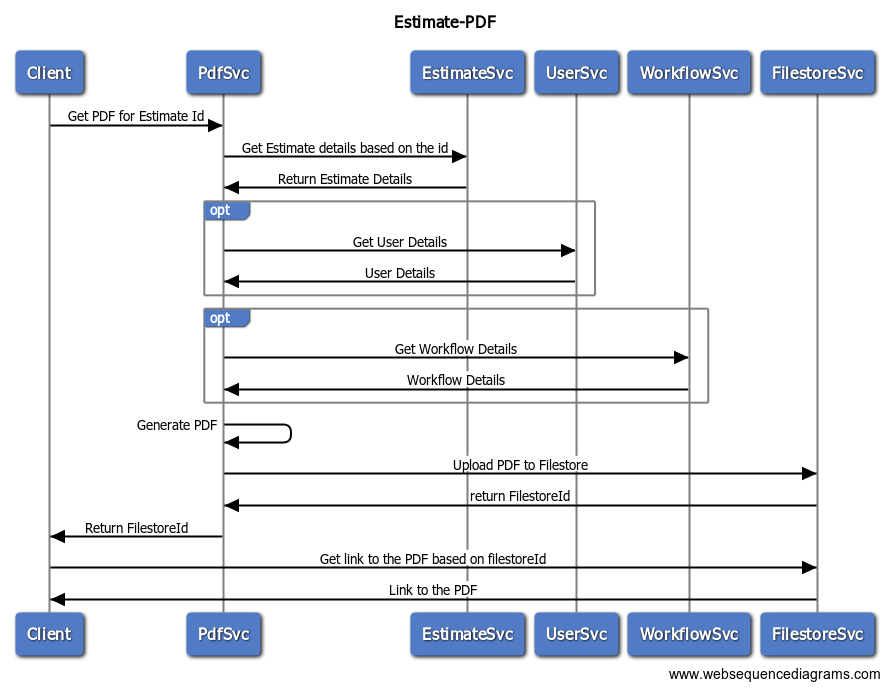 Estimate-PDF
Client
PdfSvc
EstimateSvc
UserSvc
WorkflowSvc
FilestoreSvc
Get PDF for Estimate Id
Get Estimate details based on the id
Return Estimate Details
opt
Get User Details
User Details
opt
Get Workflow Details
Workflow Details
Generate PDF
Upload PDF to Filestore
return FilestoreId
Return FilestoreId
Get link to the PDF based on filestoreId
Link to the PDF
Client
PdfSvc
EstimateSvc
UserSvc
WorkflowSvc
FilestoreSvc
www.websequencediagrams.com